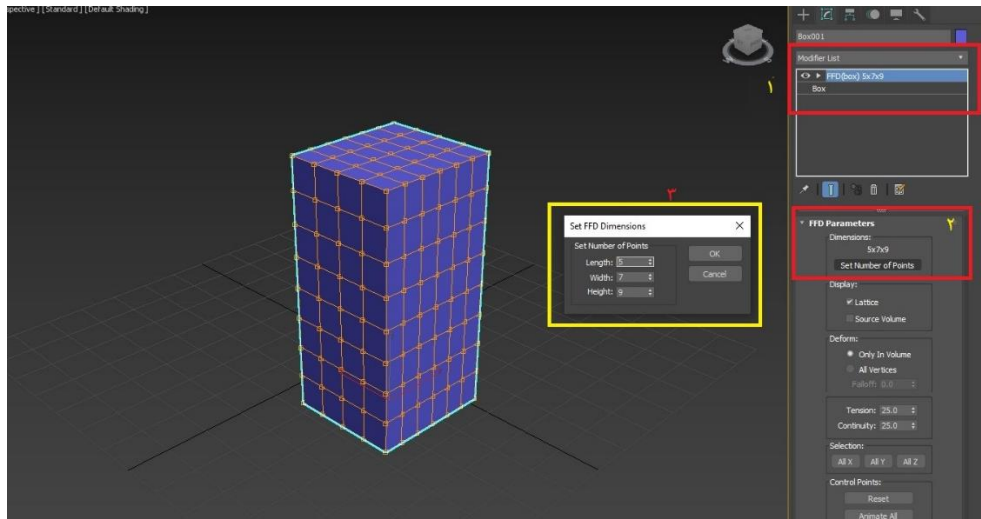 spective ] [Standard ] [Default Shading ]
Box001
Modifier List
۱
FFD(box) 5x7x9
Box
۳
Set FFD Dimensions
Set Number of Points
Length: 5
Width: 7
Height: 9
OK
Cancel
FFD Parameters
۲
Dimensions:
5x7x9
Set Number of Points
Display:
Lattice
Source Volume
Deform:
Only In Volume
All Vertices
Falloff: 0.0
Tension: 25.0
Continuity: 25.0
Selection:
All X All Y All Z
Control Points:
Reset
Animate All